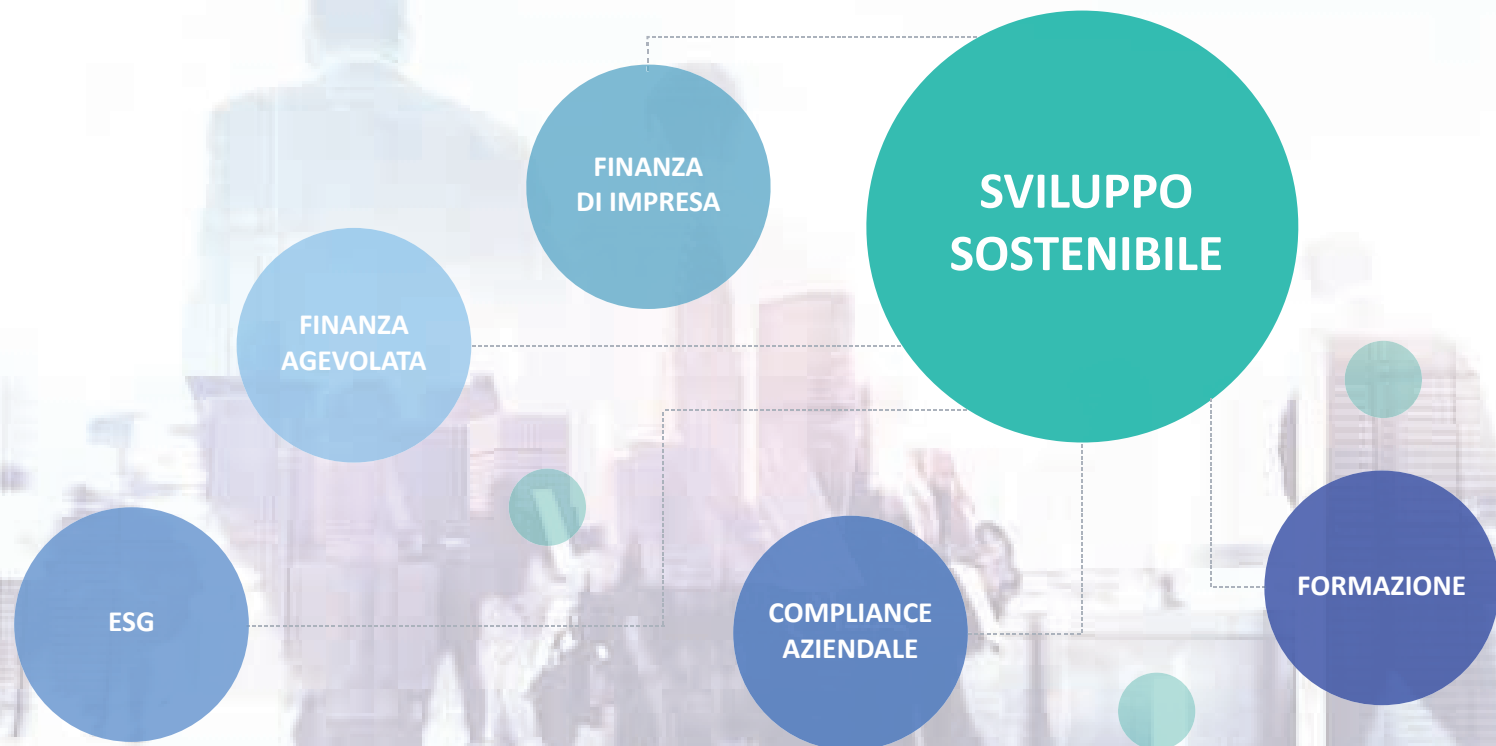 FINANZA
DI IMPRESA
SVILUPPO
SOSTENIBILE
FINANZA
AGEVOLATA
ESG
COMPLIANCE
AZIENDALE
FORMAZIONE